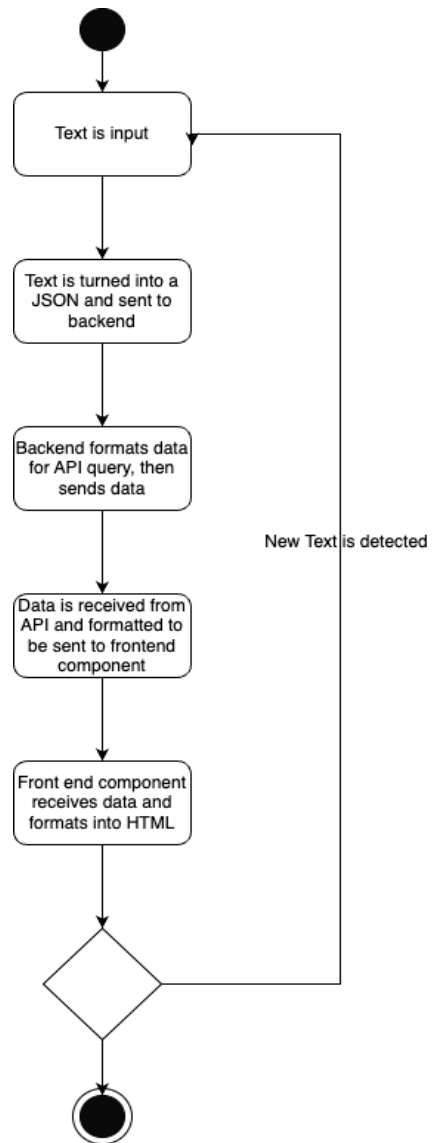 Text is input
Text is turned into a
JSON and sent to
backend
Backend formats data
for API query, then
sends data
New Text is detected
Data is received from
API and formatted to
be sent to frontend
component
Front end component
receives data and
formats into HTML